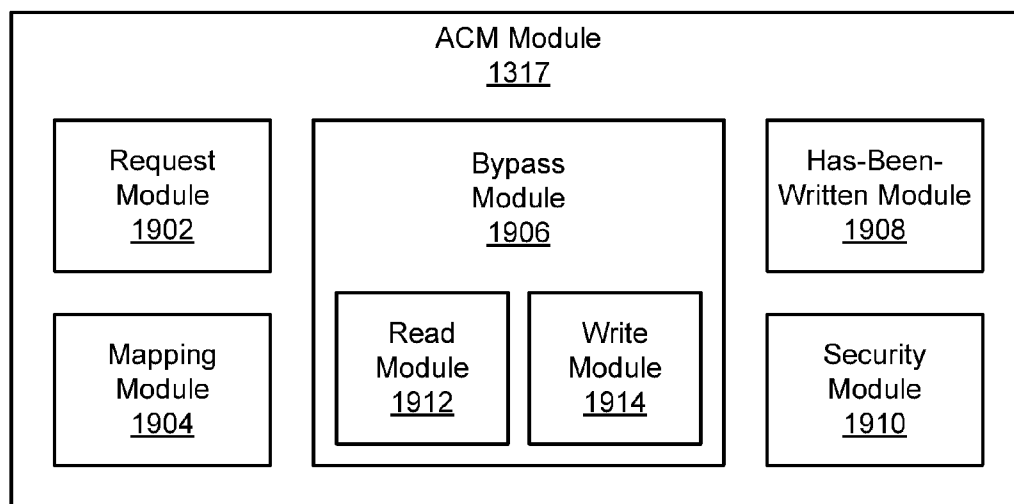 ACM Module
1317
Request
Module
1902
Mapping
Module
1904
Bypass
Module
1906
Read
Module
1912
Write
Module
1914
Has-Been-
Written Module
1908
Security
Module
1910